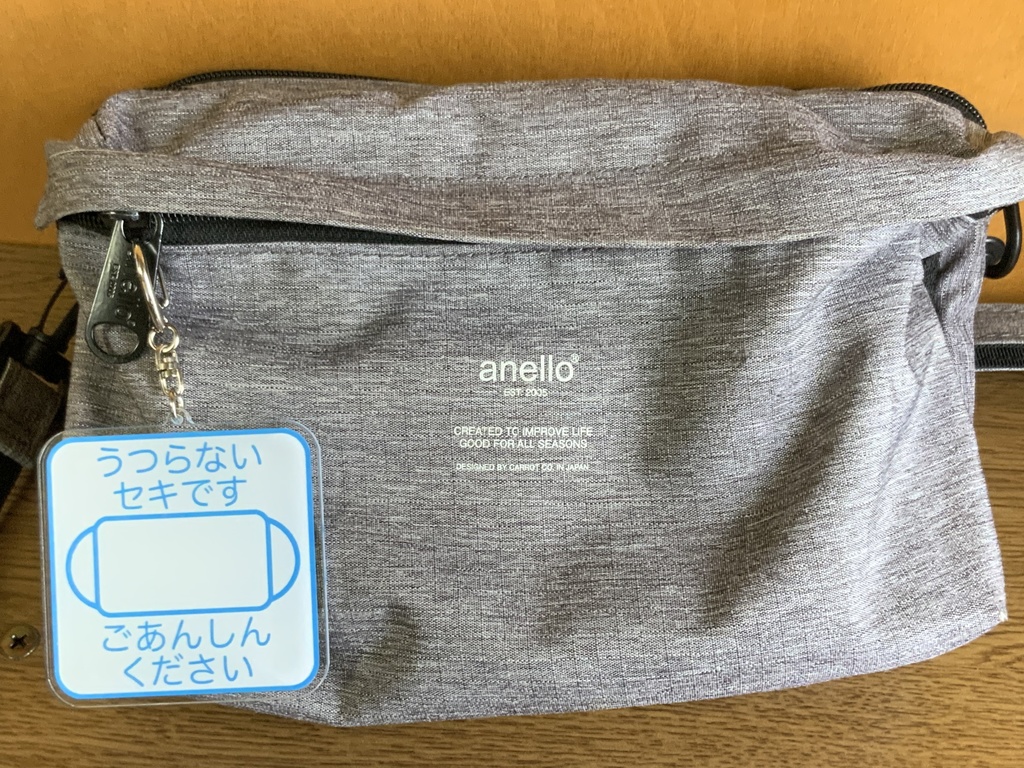 anello®
EST. 2005
CREATED TO IMPROVE LIFE
GOOD FOR ALL SEASONS
DESIGNED BY CARROT CO. IN JAPAN
うつらない
セキです
ごあんしん
ください